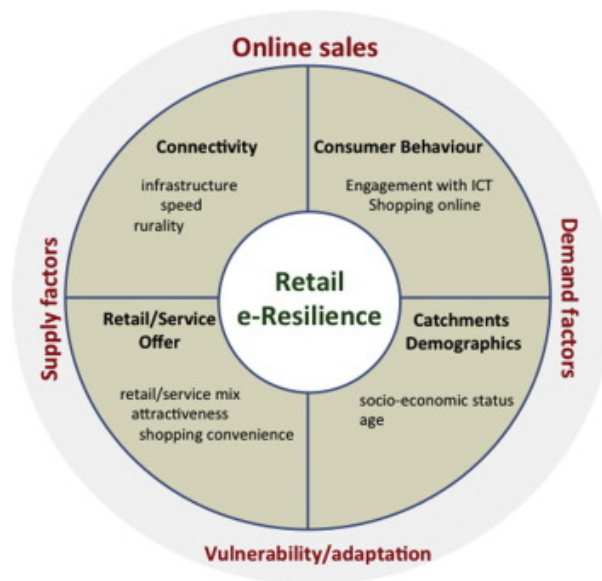 Online sales
Connectivity
infrastructure
speed
rurality
Consumer Behaviour
Engagement with ICT
Shopping online
Supply factors
Demand factors
Retail
e-Resilience
Retail/Service
Offer
retail/service mix
attractiveness
shopping convenience
Catchments
Demographics
socio-economic status
age
Vulnerability/adaptation